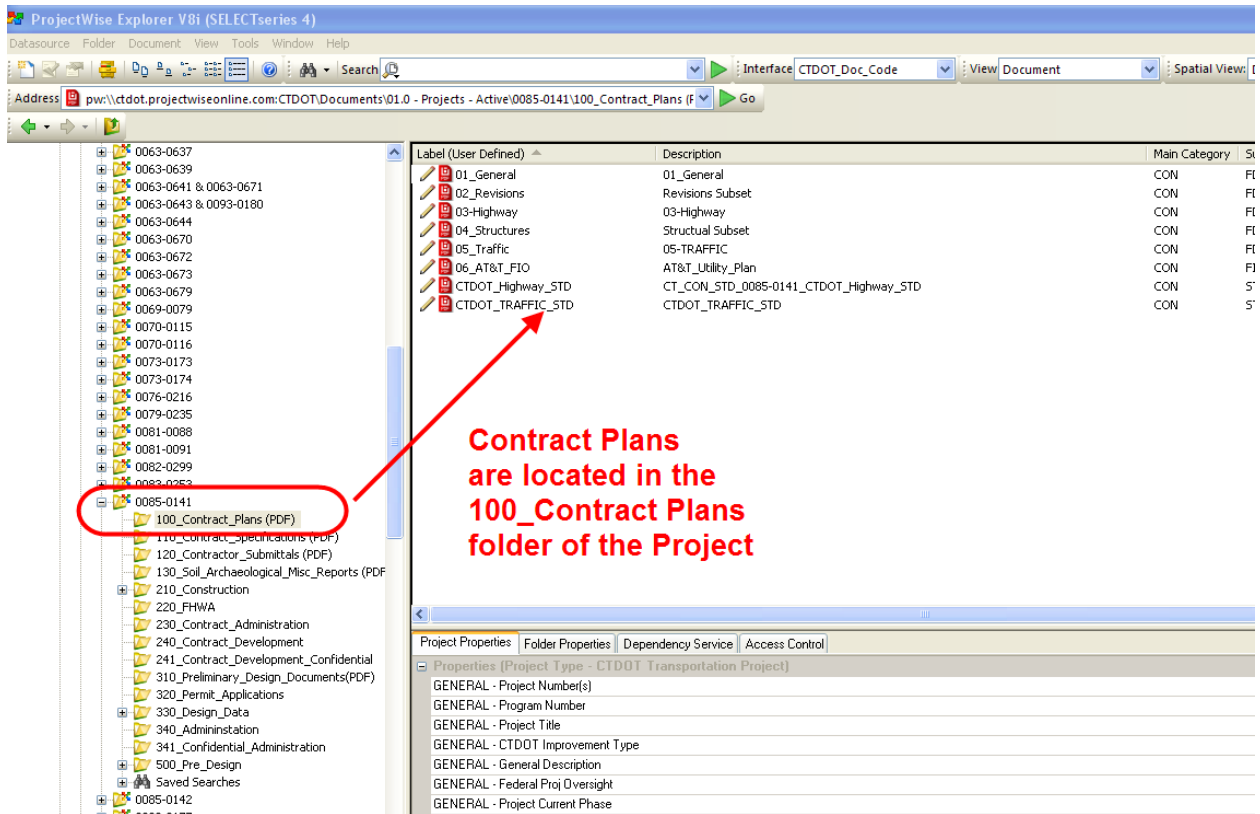 ProjectWise Explorer V8i (SELECTseries 4)
Datasource Folder Document View Tools Window Help
Search Interface CTDOT_Doc_Code View Document Spatial View:
Address pw:\\ctdot.projectwiseonline.com:CTDOT\Documents\01.0 - Projects - Active\0085-0141\100_Contract_Plans (F Go
0063-0637
0063-0639
0063-0641 & 0063-0671
0063-0643 & 0093-0180
0063-0644
0063-0670
0063-0672
0063-0673
0063-0679
0069-0079
0070-0115
0070-0116
0073-0173
0073-0174
0076-0216
0079-0235
0081-0088
0081-0091
0082-0299
0083-0253
0085-0141
100_Contract_Plans (PDF)
110_Contract_Specifications (PDF)
120_Contractor_Submittals (PDF)
130_Soil_Archaeological_Misc_Reports (PDF
210_Construction
220_FHWA
230_Contract_Administration
240_Contract_Development
241_Contract_Development_Confidential
310_Preliminary_Design_Documents(PDF)
320_Permit_Applications
330_Design_Data
340_Admininstation
341_Confidential_Administration
500_Pre_Design
Saved Searches
0085-0142
Label (User Defined) Description Main Category
01_General 01_General CON
02_Revisions Revisions Subset CON
03-Highway 03-Highway CON
04_Structures Structual Subset CON
05_Traffic 05-TRAFFIC CON
06_AT&T_FIO AT&T_Utility_Plan CON
CTDOT_Highway_STD CT_CON_STD_0085-0141_CTDOT_Highway_STD CON
CTDOT_TRAFFIC_STD CTDOT_TRAFFIC_STD CON
Contract Plans
are located in the
100_Contract Plans
folder of the Project
Project Properties Folder Properties Dependency Service Access Control
Properties (Project Type - CTDOT Transportation Project)
GENERAL - Project Number(s)
GENERAL - Program Number
GENERAL - Project Title
GENERAL - CTDOT Improvement Type
GENERAL - General Description
GENERAL - Federal Proj Oversight
GENERAL - Project Current Phase